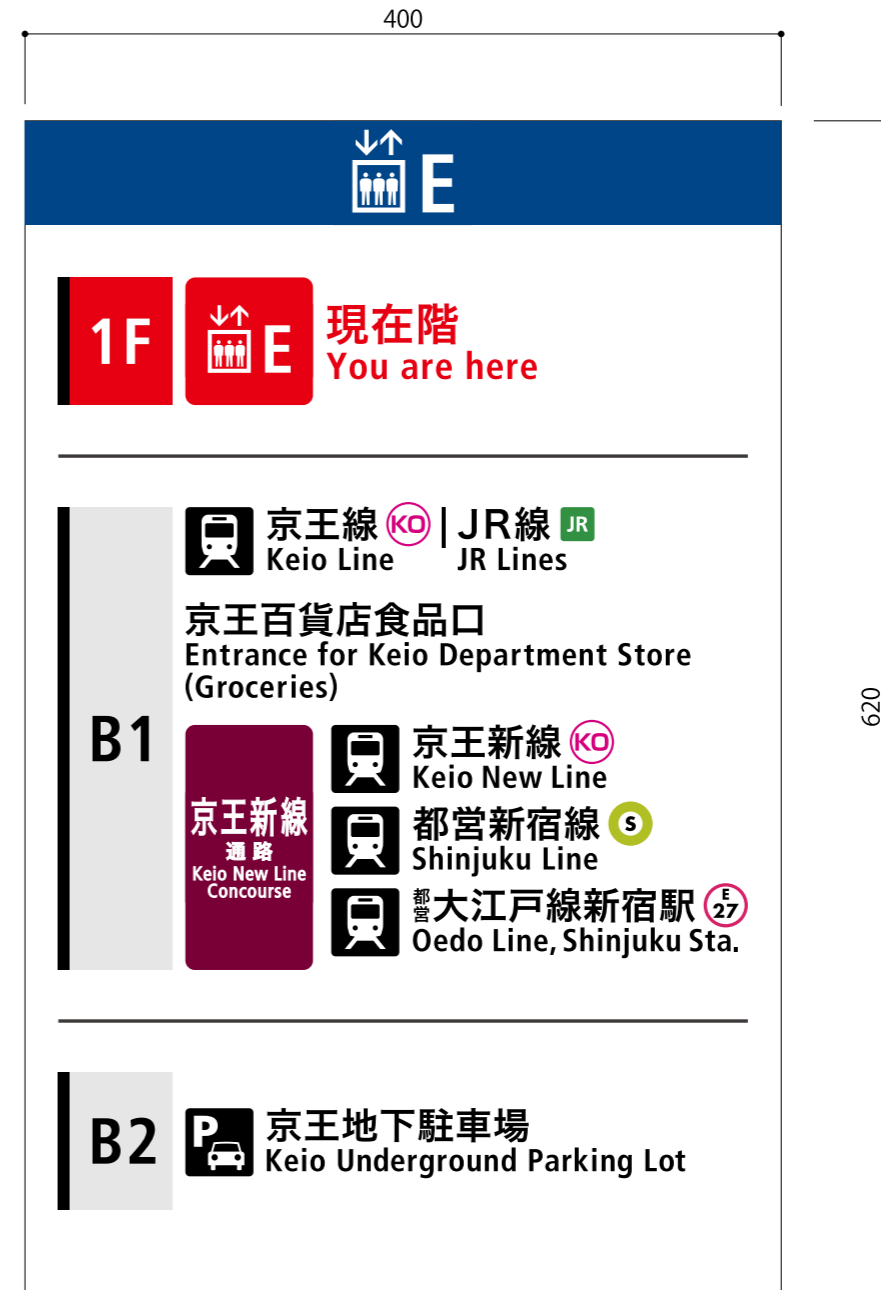 400
E
1F
E
現在階
You are here
京王線 KO | JR線 JR
Keio Line JR Lines
京王百貨店食品口
Entrance for Keio Department Store
(Groceries)
B1
京王新線
通路
Keio New Line
Concourse
京王新線 KO
Keio New Line
都営新宿線 S
Shinjuku Line
都営大江戸線新宿駅 E 27
Oedo Line, Shinjuku Sta.
B2
P
京王地下駐車場
Keio Underground Parking Lot
620